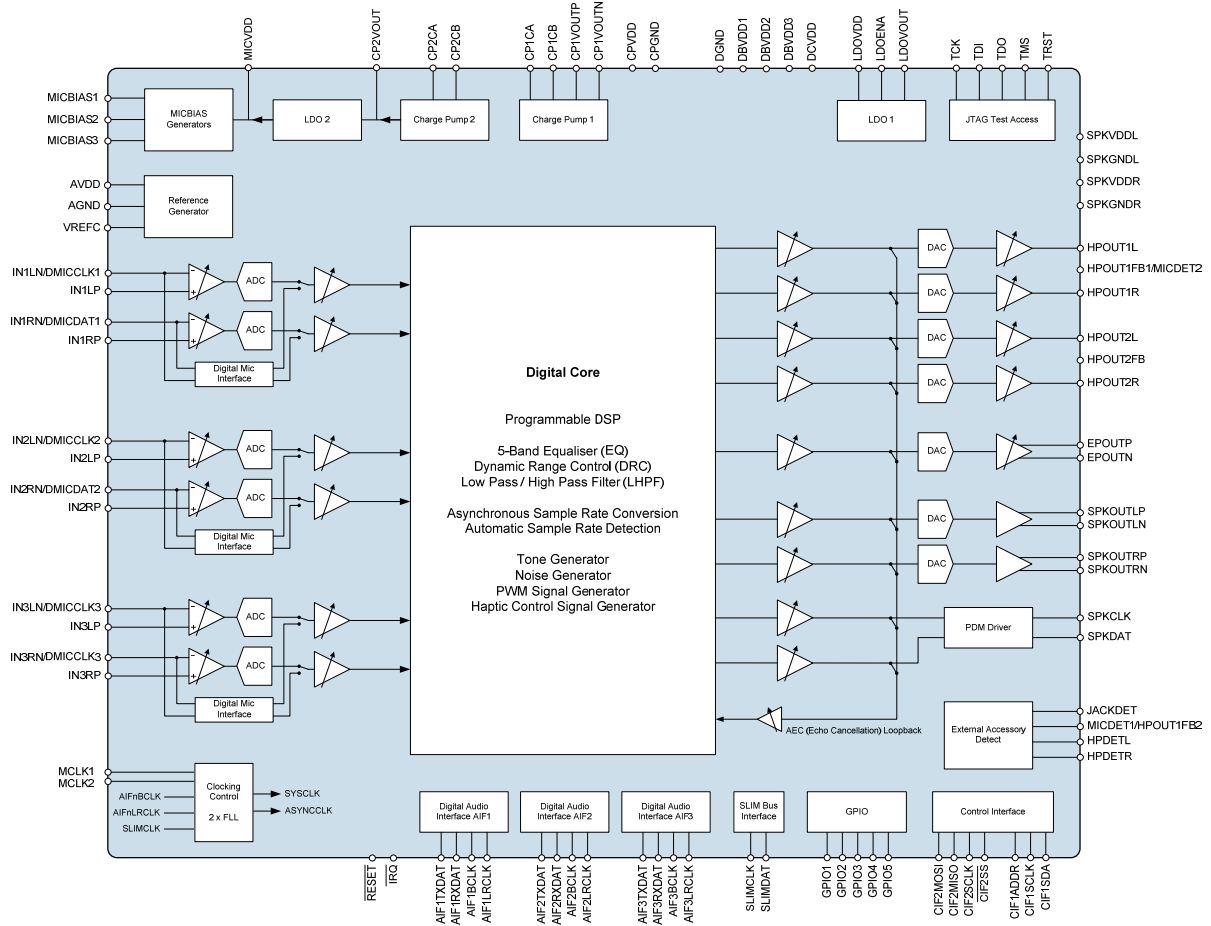 MICVDD
CP2VOUT
CP2CA
CP2CB
CP1CA
CP1CB
CP1VOUTP
CP1VOUTN
CPVDD
CPGND
DGND
DBVDD1
DBVDD2
DBVDD3
DCVDD
LDOVDD
LDOENA
LDOVOUT
TCK
TDI
TDO
TMS
TRST
MICBIAS1
MICBIAS2
MICBIAS3
MICBIAS
Generators
LDO 2
Charge Pump 2
Charge Pump 1
LDO 1
JTAG Test Access
SPKVDDL
SPKGNDL
SPKVDDR
SPKGNDR
AVDD
AGND
VREFC
Reference
Generator
IN1LN/DMICCLK1
IN1LP
IN1RN/DMICDAT1
IN1RP
-
+
ADC
-
+
ADC
Digital Mic
Interface
IN2LN/DMICCLK2
IN2LP
IN2RN/DMICDAT2
IN2RP
-
+
ADC
-
+
ADC
Digital Mic
Interface
IN3LN/DMICCLK3
IN3LP
IN3RN/DMICCLK3
IN3RP
-
+
ADC
-
+
ADC
Digital Mic
Interface
Digital Core
Programmable DSP
5-Band Equaliser (EQ)
Dynamic Range Control (DRC)
Low Pass / High Pass Filter (LHPF)
Asynchronous Sample Rate Conversion
Automatic Sample Rate Detection
Tone Generator
Noise Generator
PWM Signal Generator
Haptic Control Signal Generator
DAC
HPOUT1L
HPOUT1FB1/MICDET2
DAC
HPOUT1R
DAC
HPOUT2L
HPOUT2FB
DAC
HPOUT2R
DAC
EPOUTP
EPOUTN
DAC
SPKOUTLP
SPKOUTLN
DAC
SPKOUTRP
SPKOUTRN
PDM Driver
SPKCLK
SPKDAT
AEC (Echo Cancellation) Loopback
External Accessory
Detect
JACKDET
MICDET1/HPOUT1FB2
HPDETL
HPDETR
MCLK1
MCLK2
AIFnBCLK
AIFnLRCLK
SLIMCLK
Clocking
Control
2 x FLL
SYSCLK
ASYNCCLK
Digital Audio
Interface AIF1
Digital Audio
Interface AIF2
Digital Audio
Interface AIF3
SLIM Bus
Interface
GPIO
Control Interface
RESET
IRQ
AIF1TXDAT
AIF1RXDAT
AIF1BCLK
AIF1LRCLK
AIF2TXDAT
AIF2RXDAT
AIF2BCLK
AIF2LRCLK
AIF3TXDAT
AIF3RXDAT
AIF3BCLK
AIF3LRCLK
SLIMCLK
SLIMDAT
GPIO1
GPIO2
GPIO3
GPIO4
GPIO5
CIF2MOSI
CIF2MISO
CIF2SCLK
CIF2SS
CIF1ADDR
CIF1SCLK
CIF1SDA